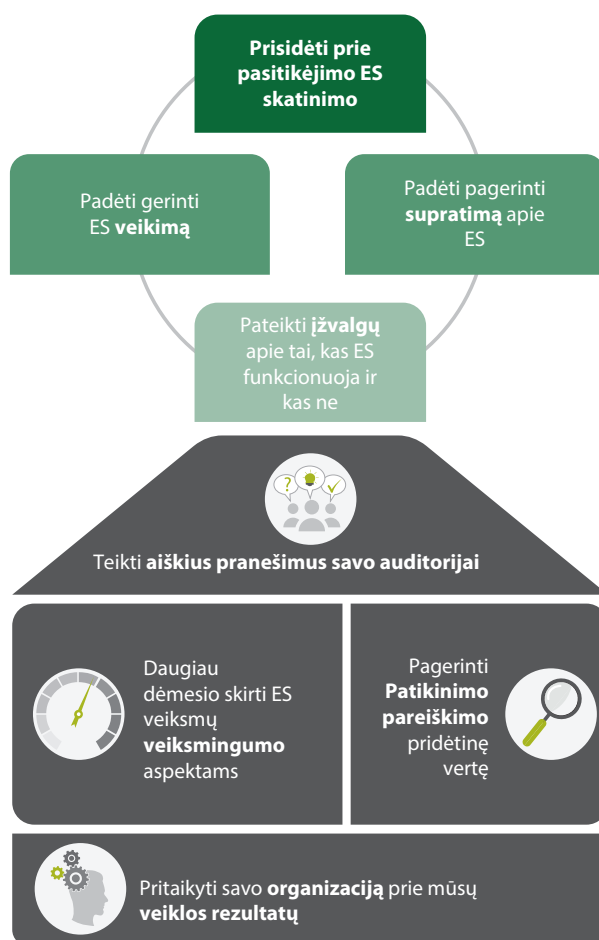 Prisidėti prie
pasitikėjimo ES
skatinimo
Padėti gerinti
ES veikimą
Padėti pagerinti
supratimą apie
ES
Pateikti įžvalgų
apie tai, kas ES
funkcionuoja ir
kas ne
?
Teikti aiškius pranešimus savo auditorijai
Daugiau
dėmesio skirti ES
veiksmų
veiksmingumo
aspektams
Pagerinti
Patikinimo
pareiškimo
pridėtinę
vertę
Pritaikyti savo organizaciją prie mūsų
veiklos rezultatų